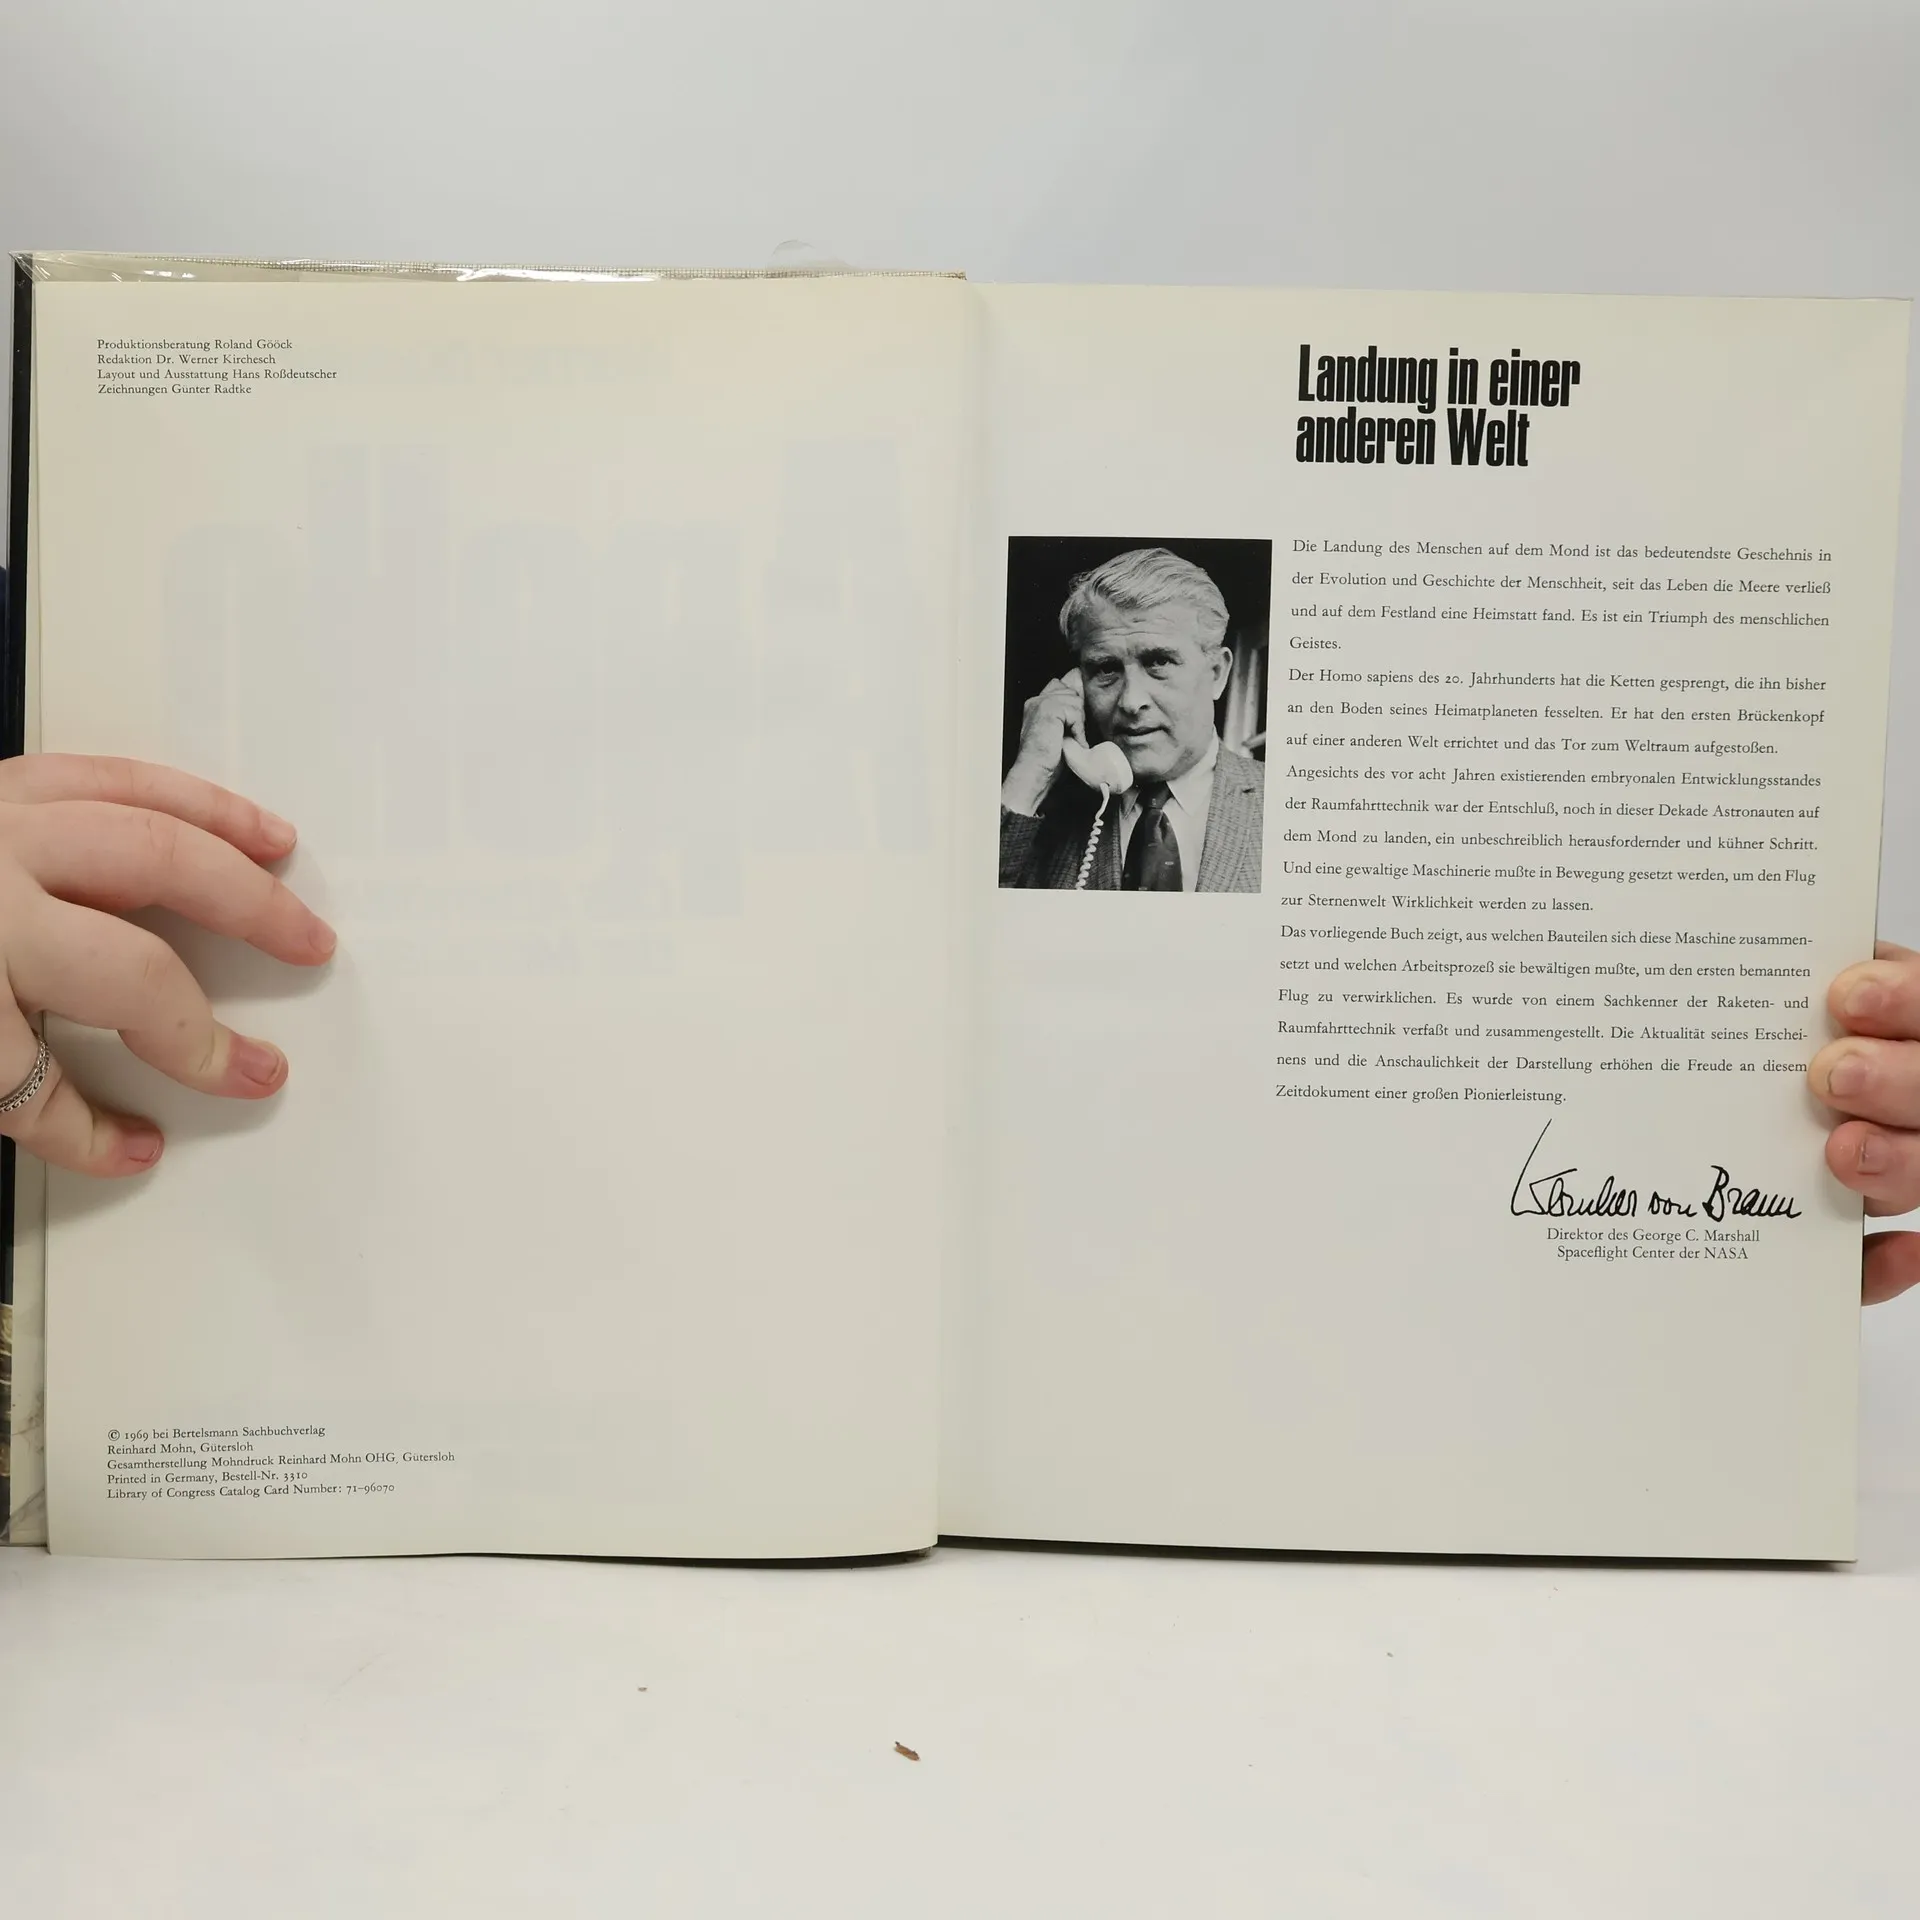 Produktionsberatung Roland Gööck
Redaktion Dr. Werner Kirchesch
Layout und Ausstattung Hans Roßdeutscher
Zeichnungen Günter Radtke
© 1969 bei Bertelsmann Sachbuchverlag
Reinhard Mohn, Gütersloh
Gesamtherstellung Mohndruck Reinhard Mohn OHG, Gütersloh
Printed in Germany, Bestell-Nr. 3310
Library of Congress Catalog Card Number: 71–96070
Landung in einer
anderen Welt
Die Landung des Menschen auf dem Mond ist das bedeutendste Geschehnis in
der Evolution und Geschichte der Menschheit, seit das Leben die Meere verließ
und auf dem Festland eine Heimstatt fand. Es ist ein Triumph des menschlichen
Geistes.
Der Homo sapiens des 20. Jahrhunderts hat die Ketten gesprengt, die ihn bisher
an den Boden seines Heimatplaneten fesselten. Er hat den ersten Brückenkopf
auf einer anderen Welt errichtet und das Tor zum Weltraum aufgestoßen.
Angesichts des vor acht Jahren existierenden embryonalen Entwicklungsstandes
der Raumfahrttechnik war der Entschluß, noch in dieser Dekade Astronauten auf
dem Mond zu landen, ein unbeschreiblich herausfordernder und kühner Schritt.
Und eine gewaltige Maschinerie mußte in Bewegung gesetzt werden, um den Flug
zur Sternenwelt Wirklichkeit werden zu lassen.
Das vorliegende Buch zeigt, aus welchen Bauteilen sich diese Maschine zusammen-
setzt und welchen Arbeitsprozeß sie bewältigen mußte, um den ersten bemannten
Flug zu verwirklichen. Es wurde von einem Sachkenner der Raketen- und
Raumfahrttechnik verfaßt und zusammengestellt. Die Aktualität seines Erschei-
nens und die Anschaulichkeit der Darstellung erhöhen die Freude an diesem
Zeitdokument einer großen Pionierleistung.
Wernher von Braun
Direktor des George C. Marshall
Spaceflight Center der NASA